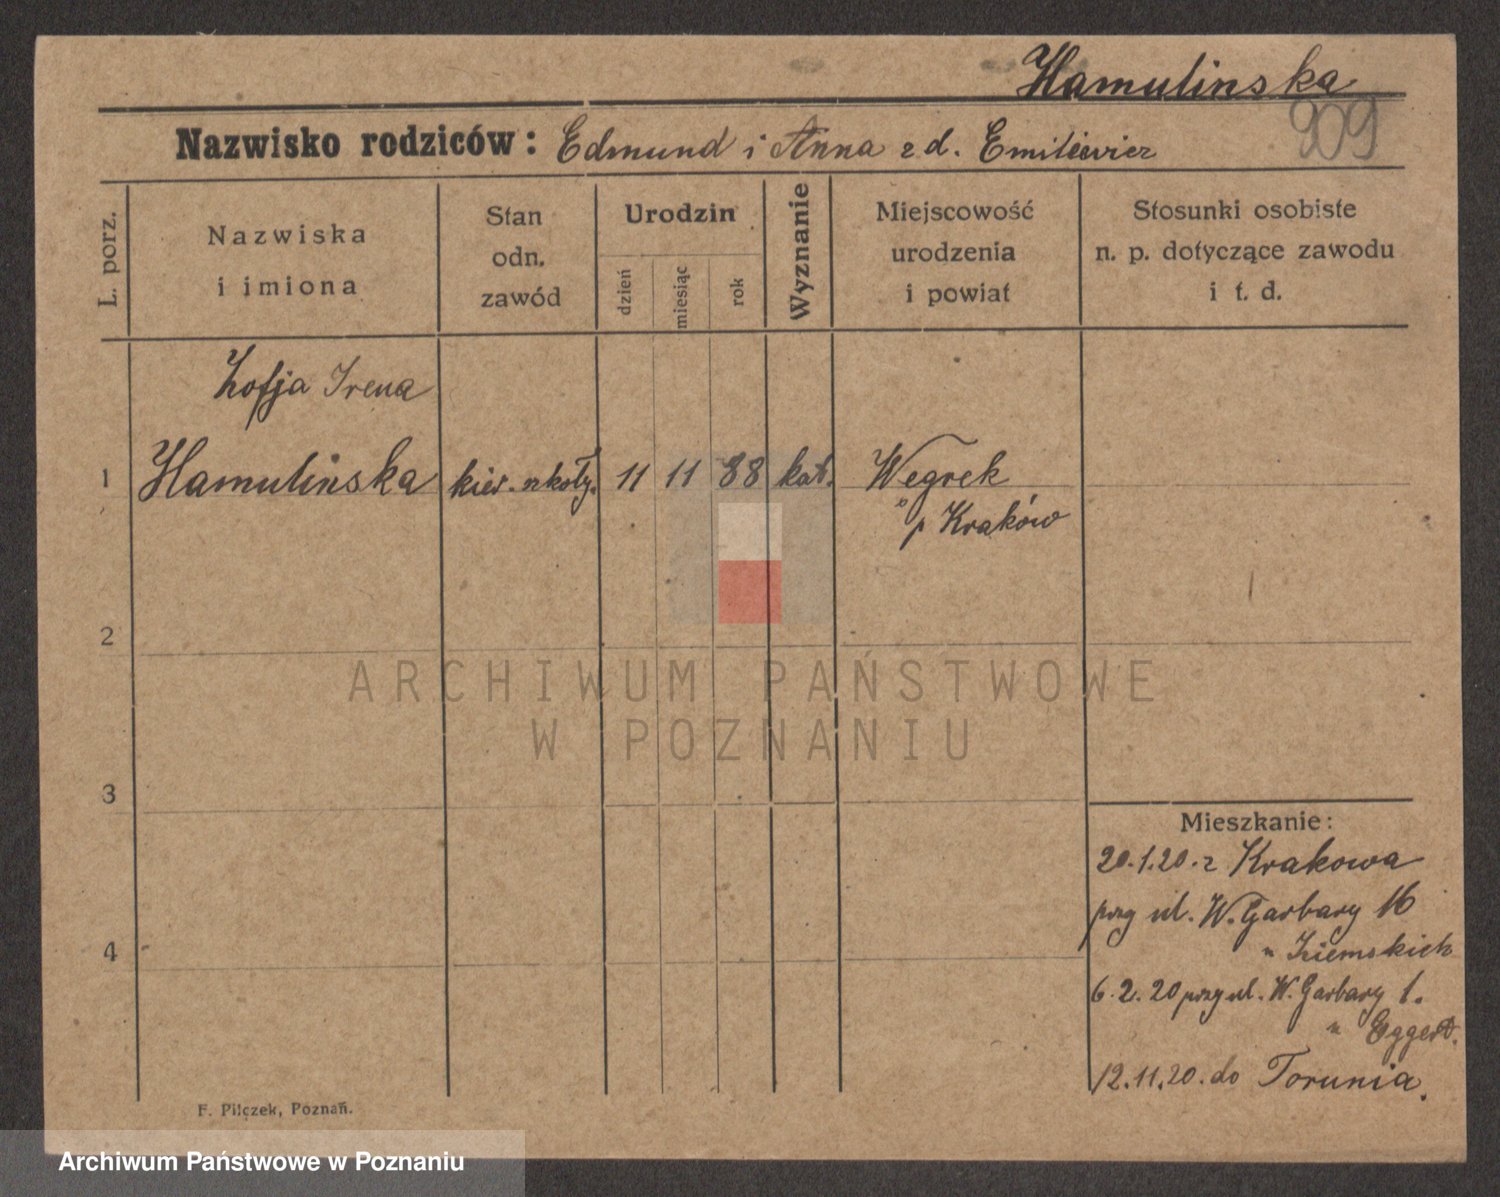 Hamulinska
909
Nazwisko rodziców: Edmund i Anna z d. Emilewicz
L. porz.
Nazwiska
i imiona
Stan
odn.
zawód
Urodzin
dzień
miesiąc
rok
Wyznanie
Miejscowość
urodzenia
i powiat
Stosunki osobiste
n. p. dotyczące zawodu
i t. d.
Zofja Irena
1 Hamulińska kier. szkoły. 11 11 88 kat. Węgrek
p Kraków
2
3
4
Mieszkanie:
20.1.20. z Krakowa
przy ul. W. Garbary 16
u Ziemskich
6.2.20 przy ul. W. Garbary 1.
u Eggert.
12.11.20. do Torunia.
F. Pilczek, Poznań.
ARCHIWUM PAŃSTWOWE
W POZNANIU
Archiwum Państwowe w Poznaniu